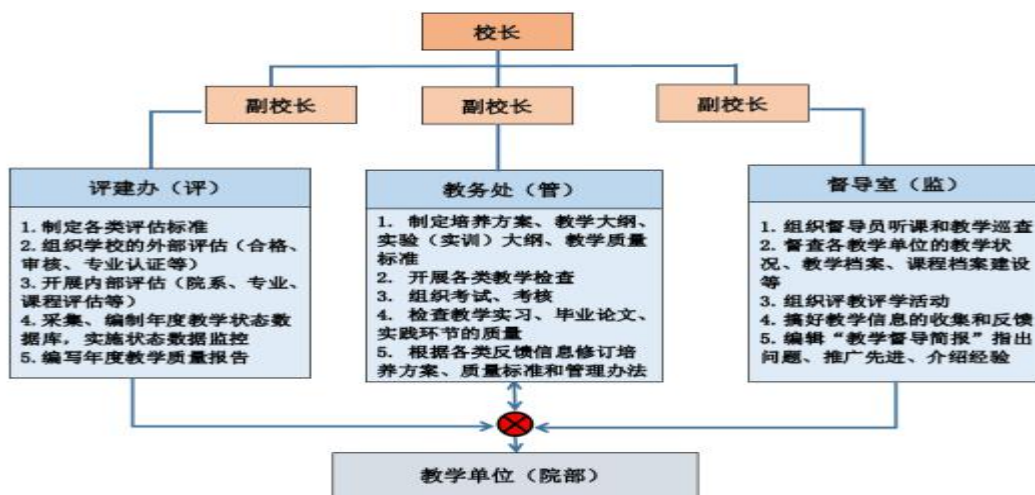 校长
副校长
副校长
副校长
评建办（评）
1. 制定各类评估标准
2. 组织学校的外部评估（合格、
审核、专业认证等）
3. 开展内部评估（院系、专业、
课程评估等）
4. 采集、编制年度教学状态数
据库，实施状态数据监控
5. 编写年度教学质量报告
教务处（管）
1. 制定培养方案、教学大纲、
实验（实训）大纲、教学质量
标准
2. 开展各类教学检查
3. 组织考试、考核
4. 检查教学实习、毕业论文、
实践环节的质量
5. 根据各类反馈信息修订培
养方案、质量标准和管理办法
督导室（监）
1. 组织督导员听课和教学巡查
2. 督查各教学单位的教学状
况、教学档案、课程档案建设
等
3. 组织评教评学活动
4. 搞好教学信息的收集和反馈
5. 编辑“教学督导简报”指出
问题、推广先进、介绍经验
教学单位（院部）